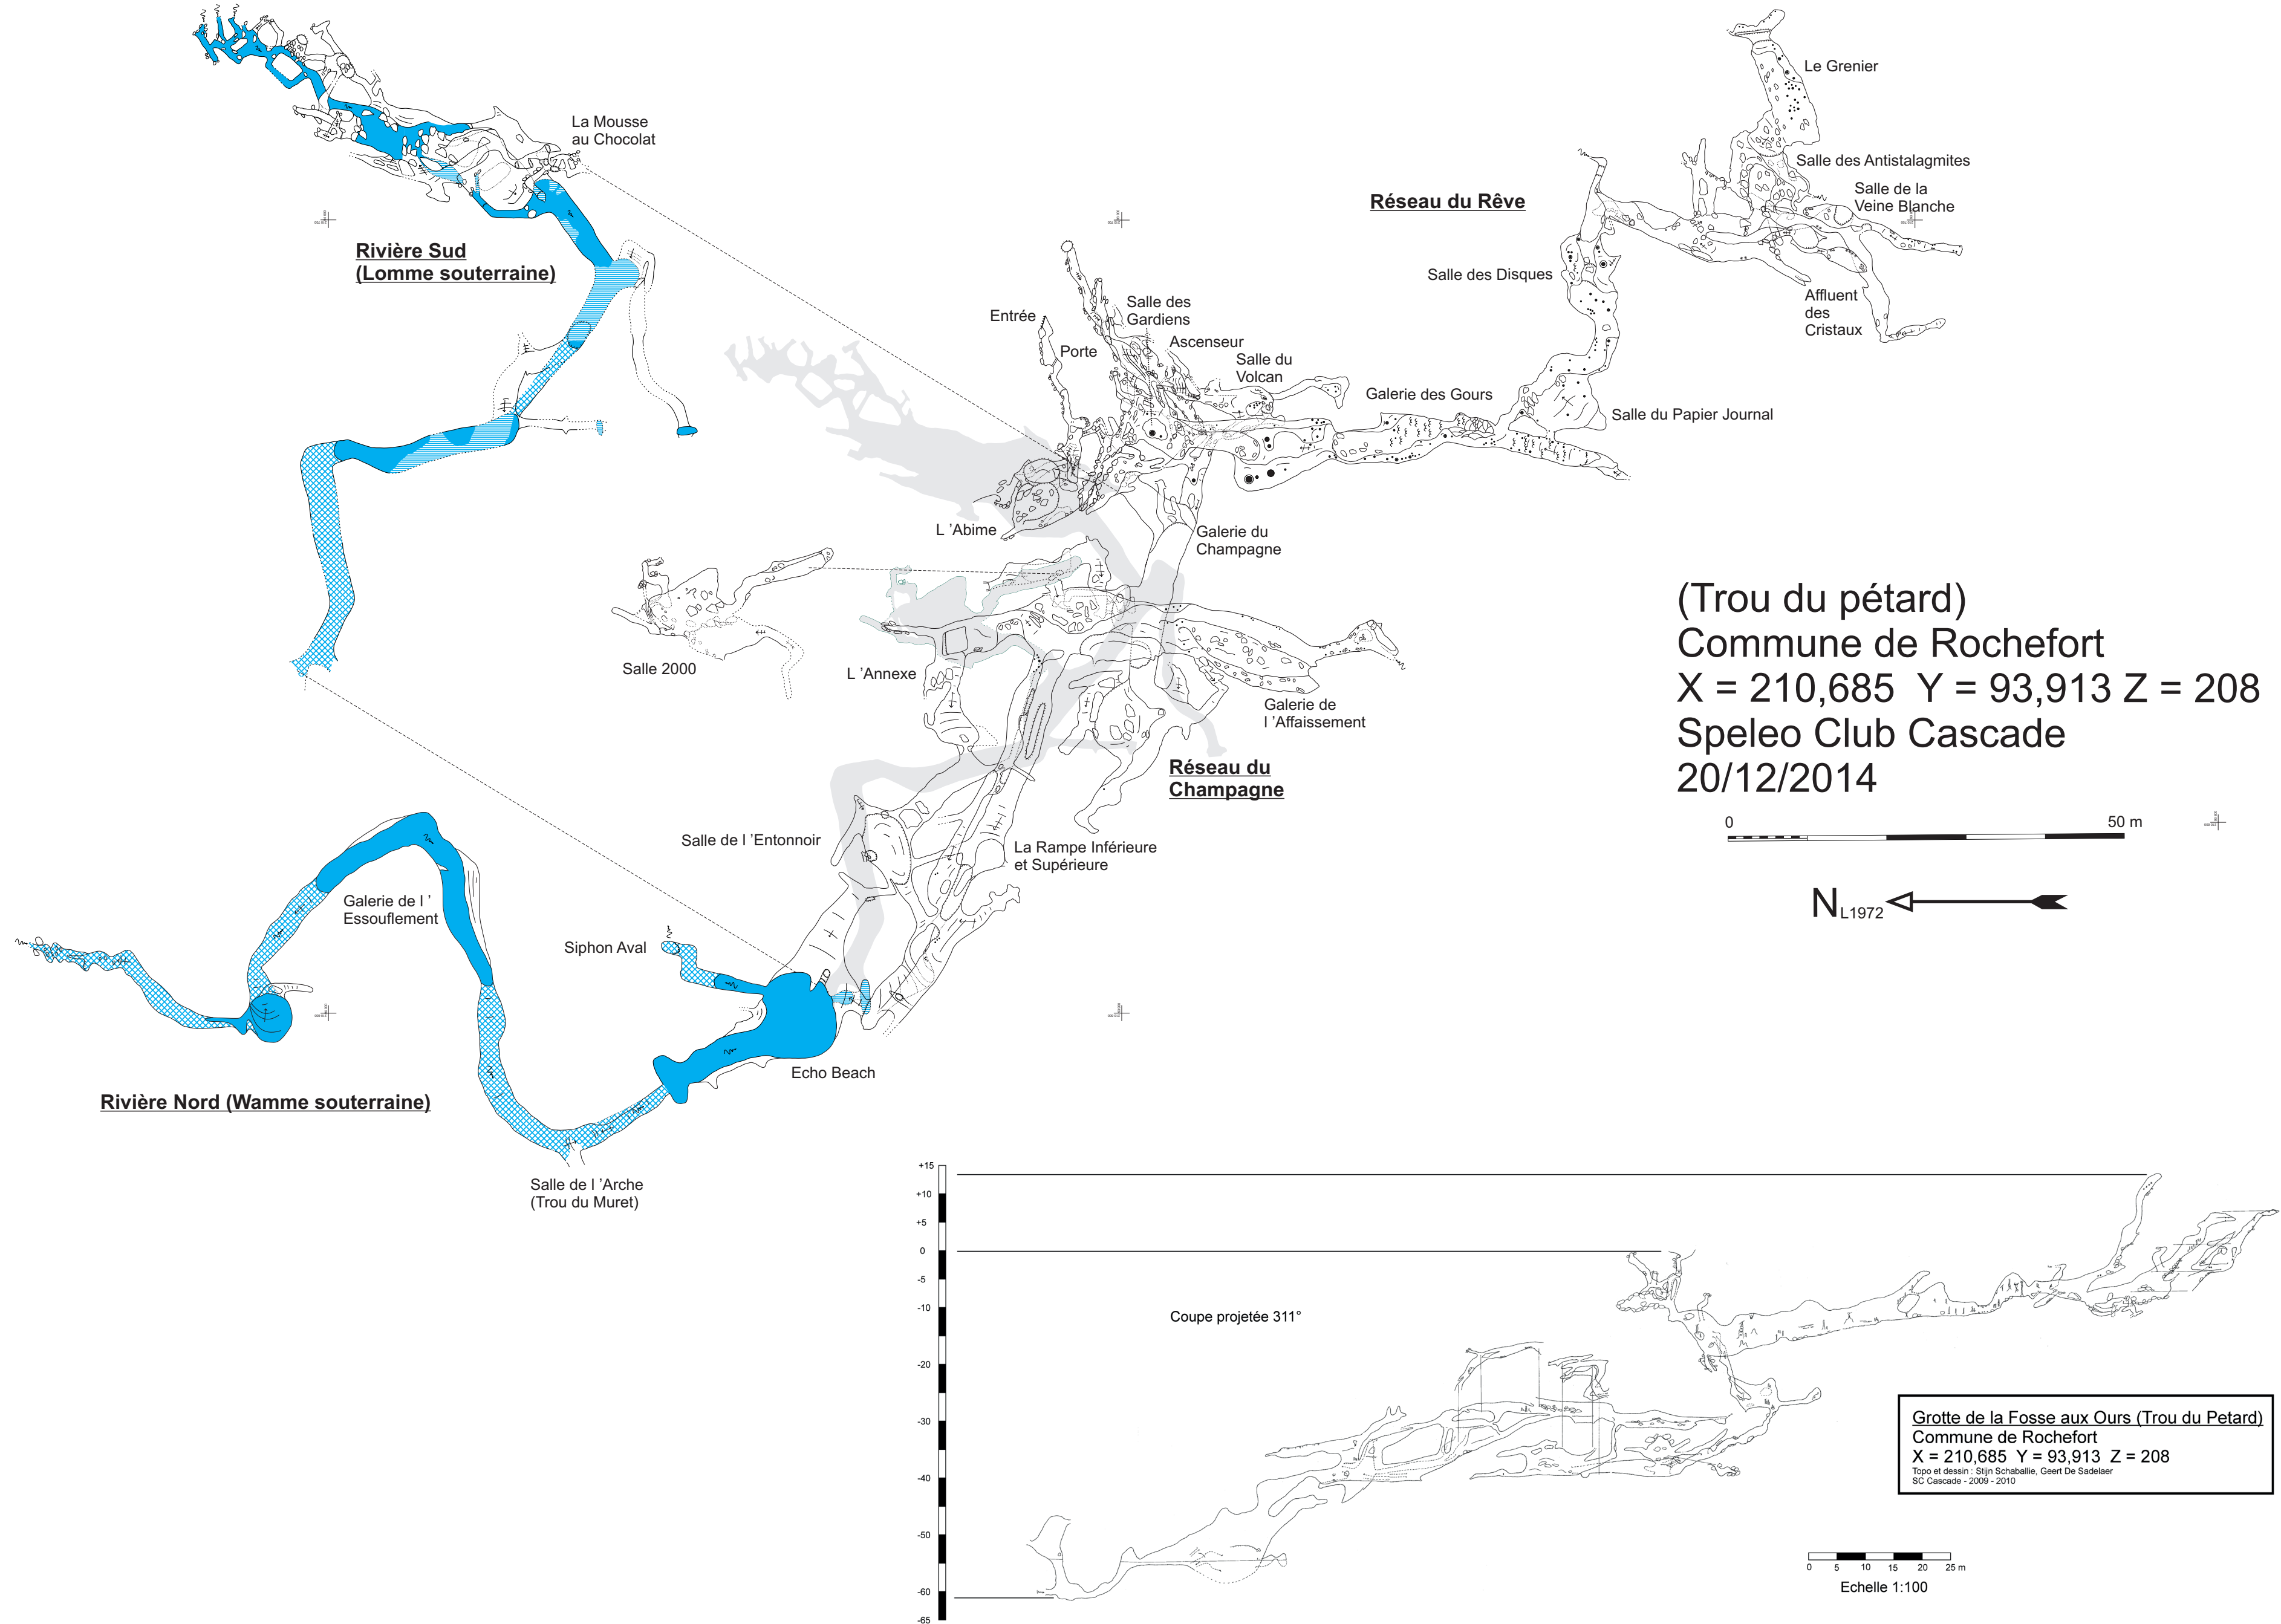 Le Grenier
La Mousse
au Chocolat
Salle des Antistalagmites
Salle de la
Veine Blanche
Réseau du Rêve
Rivière Sud
(Lomme souterraine)
Salle des Disques
Affluent
des
Cristaux
Salle des
Gardiens
Entrée
Porte
Ascenseur
Salle du
Volcan
Galerie des Gours
Salle du Papier Journal
L 'Abime
Galerie du
Champagne
Salle 2000
L 'Annexe
Galerie de
l 'Affaissement
Réseau du
Champagne
(Trou du pétard)
Commune de Rochefort
X = 210,685 Y = 93,913 Z = 208
Speleo Club Cascade
20/12/2014
0
50 m
N L1972
Salle de l 'Entonnoir
La Rampe Inférieure
et Supérieure
Galerie de l '
Essouflement
Siphon Aval
Echo Beach
Rivière Nord (Wamme souterraine)
Salle de l 'Arche
(Trou du Muret)
+15
+10
+5
0
-5
-10
-20
-30
-40
-50
-60
-65
Coupe projetée 311°
Grotte de la Fosse aux Ours (Trou du Petard)
Commune de Rochefort
X = 210,685 Y = 93,913 Z = 208
Topo et dessin : Stijn Schaballie, Geert De Sadelaer
SC Cascade - 2009 - 2010
0 5 10 15 20 25 m
Echelle 1:100